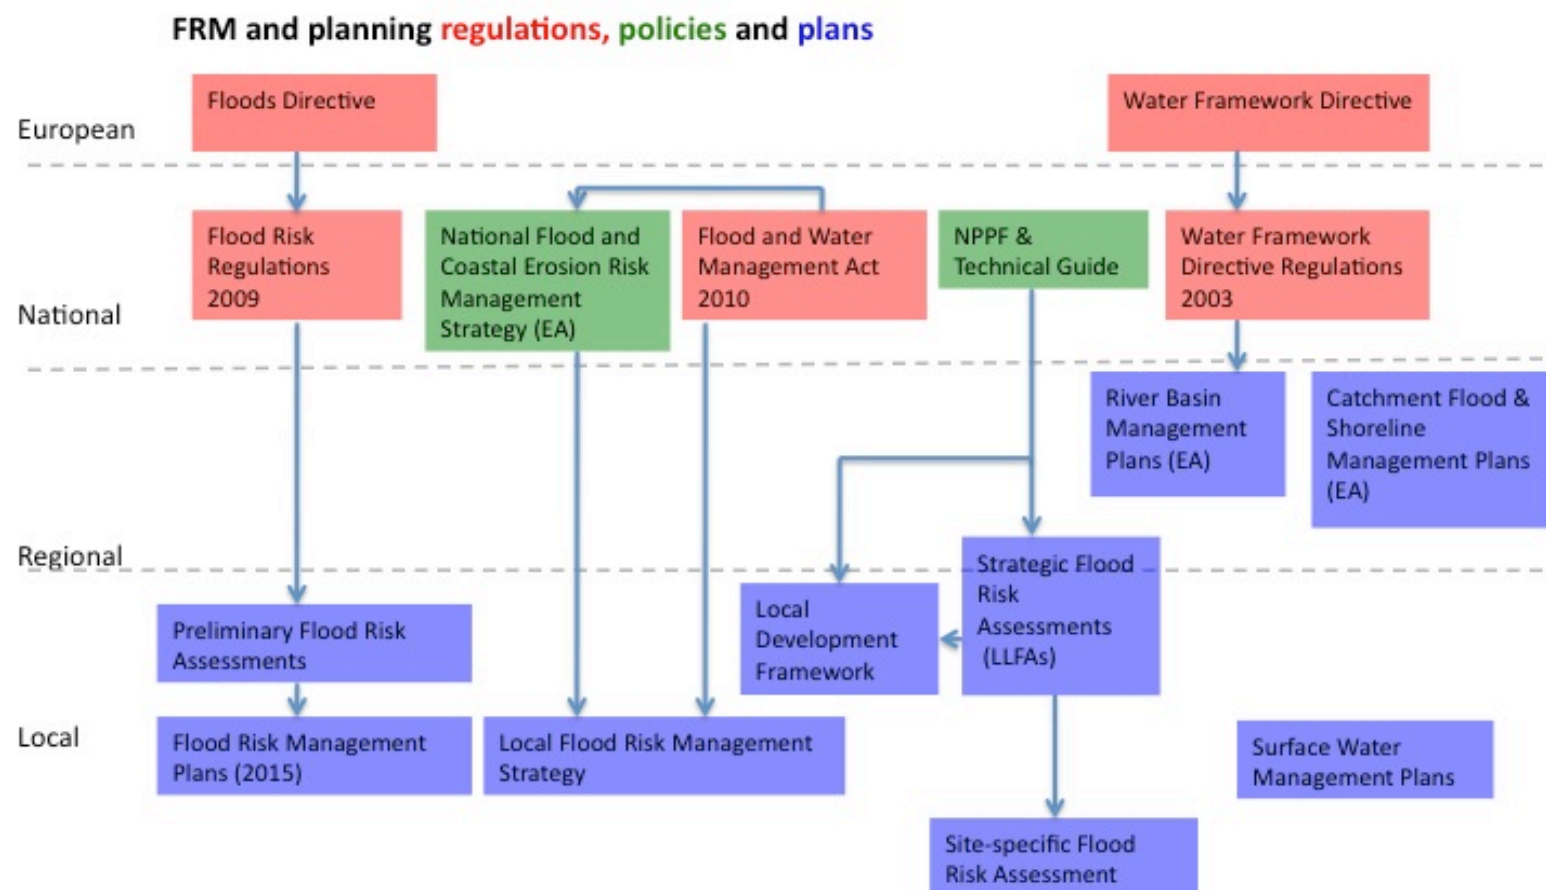 FRM and planning regulations, policies and plans
European
Floods Directive
Water Framework Directive
National
Flood Risk
Regulations
2009
National Flood and
Coastal Erosion Risk
Management
Strategy (EA)
Flood and Water
Management Act
2010
NPPF &
Technical Guide
Water Framework
Directive Regulations
2003
Regional
River Basin
Management
Plans (EA)
Catchment Flood &
Shoreline
Management Plans
(EA)
Strategic Flood
Risk
Assessments
(LLFAs)
Local
Preliminary Flood Risk
Assessments
Local
Development
Framework
Flood Risk Management
Plans (2015)
Local Flood Risk Management
Strategy
Surface Water
Management Plans
Site-specific Flood
Risk Assessment